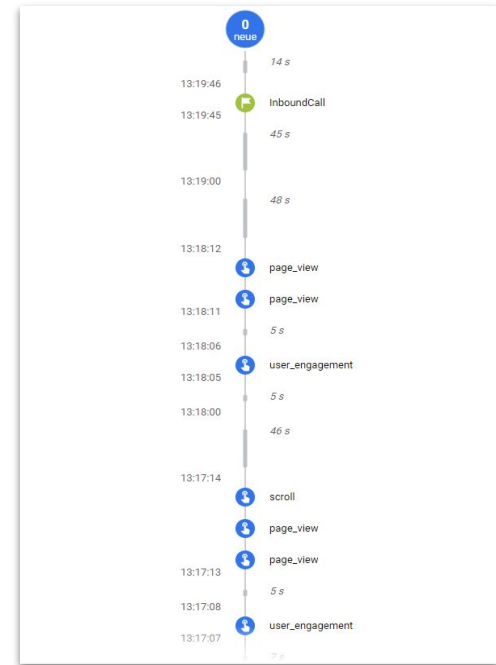 0
neue
14 s
13:19:46
InboundCall
13:19:45
45 s
13:19:00
48 s
13:18:12
page_view
page_view
13:18:11
5 s
13:18:06
user_engagement
13:18:05
5 s
13:18:00
46 s
13:17:14
scroll
page_view
page_view
13:17:13
5 s
13:17:08
user_engagement
13:17:07
7 s